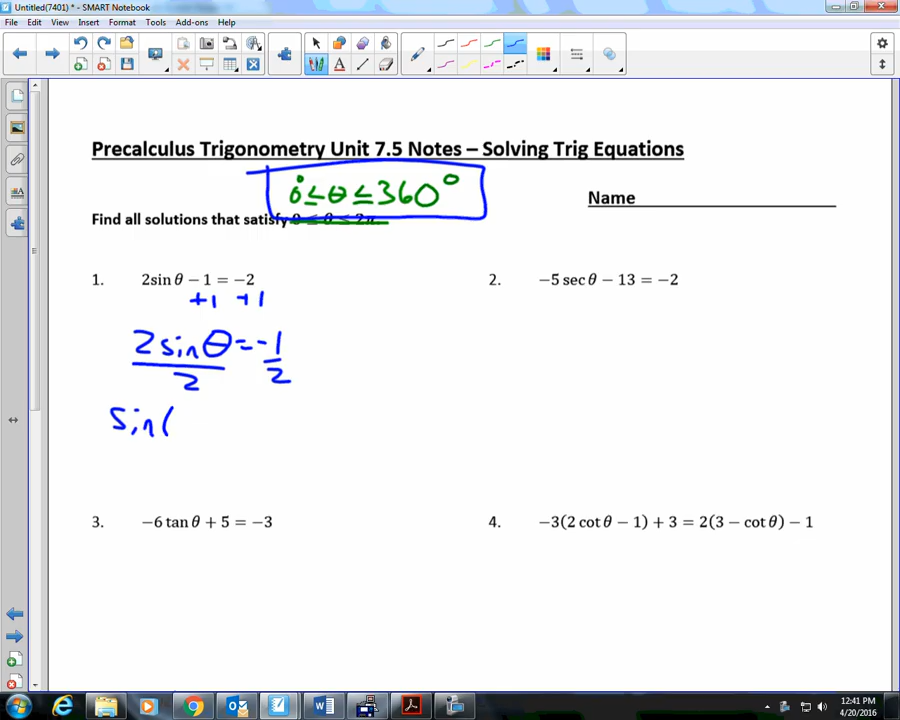 Untitled(7401) * - SMART Notebook
File Edit View Insert Format Tools Add-ons Help
Precalculus Trigonometry Unit 7.5 Notes – Solving Trig Equations
0° ≤ θ ≤ 360°
Name
Find all solutions that satisfy 0 ≤ θ ≤ 2π
1. 2sin θ − 1 = −2
2. −5 sec θ − 13 = −2
+1 +1
2 sin θ = -1
2 2
sin(
3. −6 tan θ + 5 = −3
4. −3(2 cot θ − 1) + 3 = 2(3 − cot θ) − 1
12:41 PM
4/20/2016